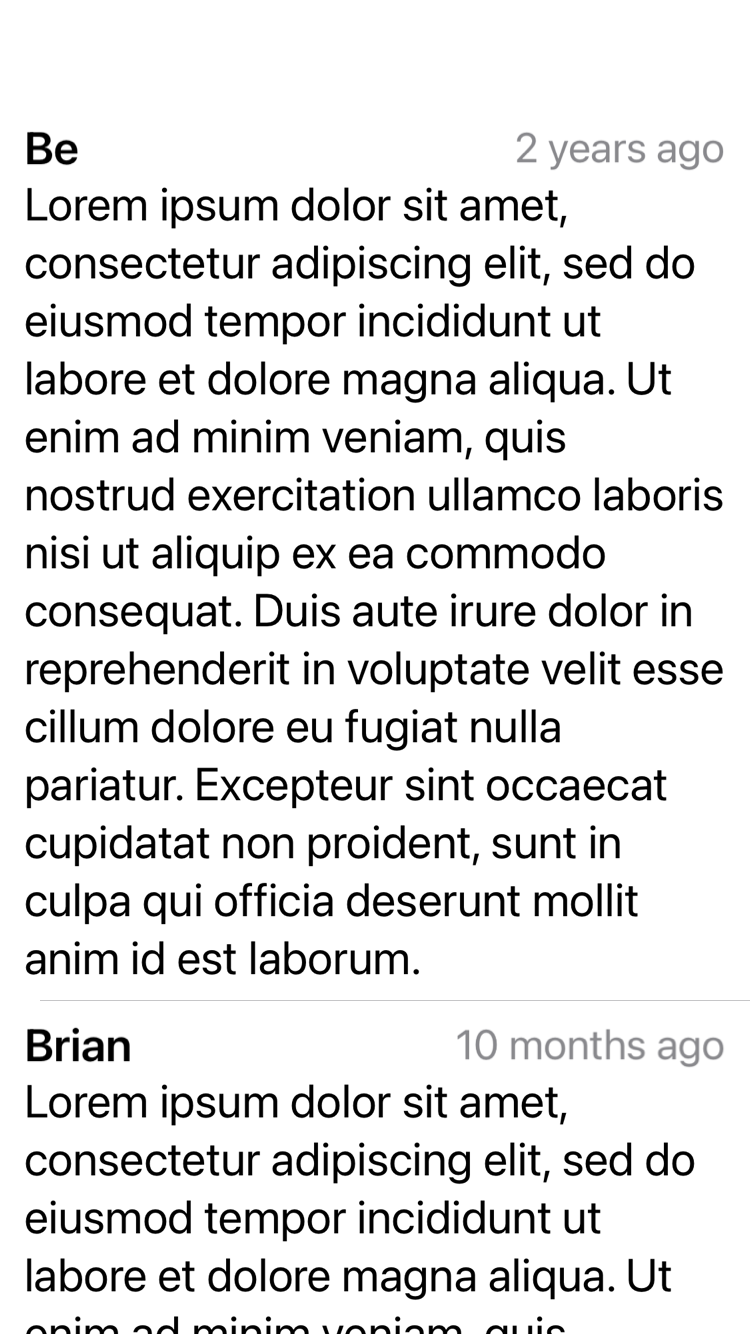 Be 2 years ago
Lorem ipsum dolor sit amet,
consectetur adipiscing elit, sed do
eiusmod tempor incididunt ut
labore et dolore magna aliqua. Ut
enim ad minim veniam, quis
nostrud exercitation ullamco laboris
nisi ut aliquip ex ea commodo
consequat. Duis aute irure dolor in
reprehenderit in voluptate velit esse
cillum dolore eu fugiat nulla
pariatur. Excepteur sint occaecat
cupidatat non proident, sunt in
culpa qui officia deserunt mollit
anim id est laborum.
Brian 10 months ago
Lorem ipsum dolor sit amet,
consectetur adipiscing elit, sed do
eiusmod tempor incididunt ut
labore et dolore magna aliqua. Ut
enim ad minim veniam, quis